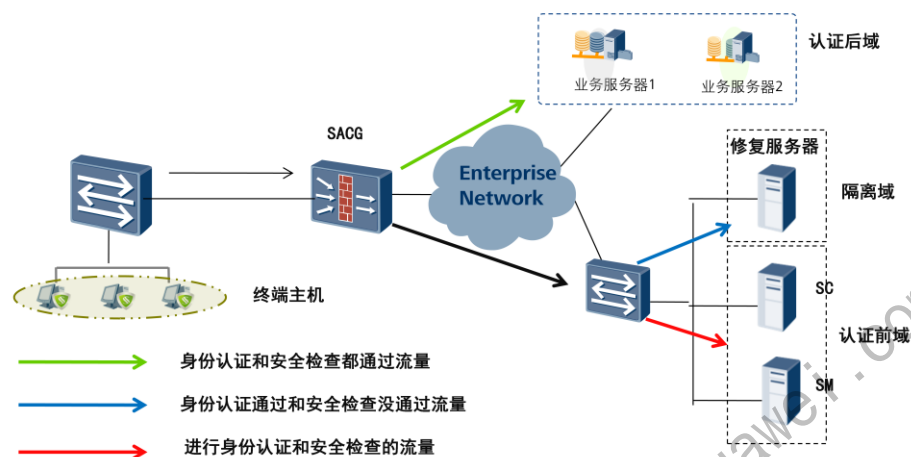 认证后域
业务服务器1
业务服务器2
SACG
修复服务器
Enterprise
Network
隔离域
终端主机
SC
认证前域
SM
身份认证和安全检查都通过流量
身份认证通过和安全检查没通过流量
进行身份认证和安全检查的流量